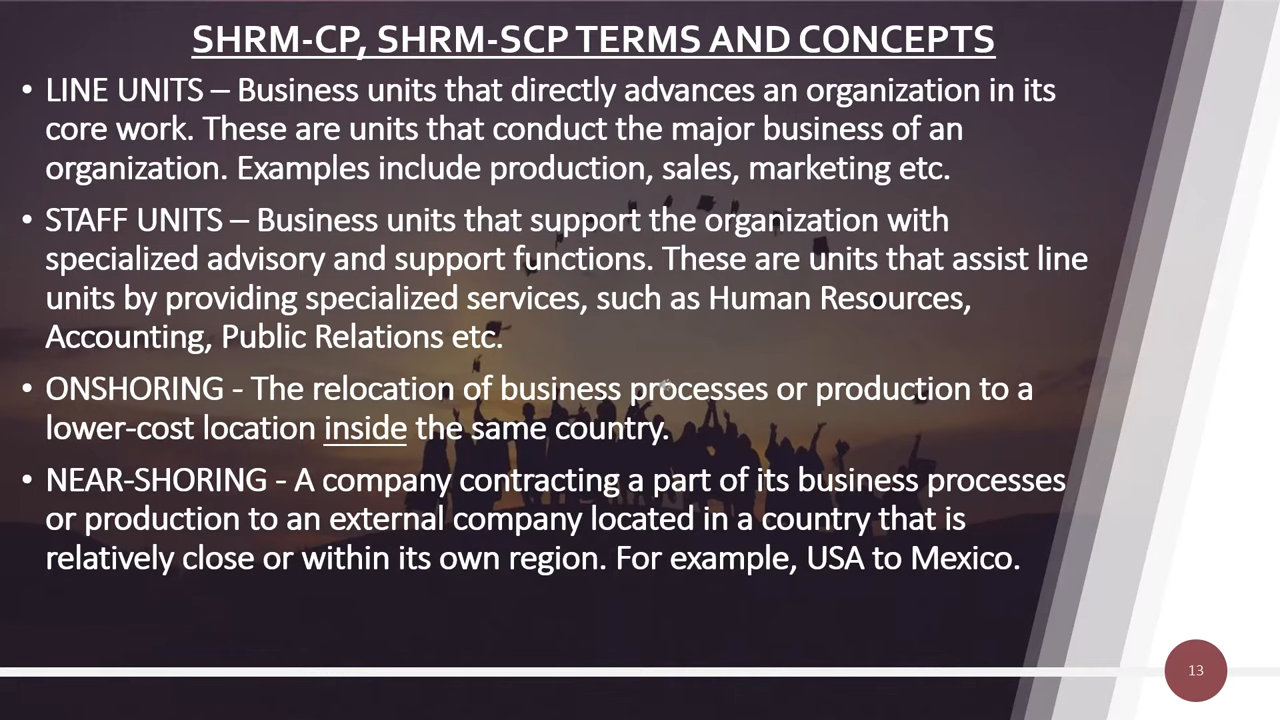 SHRM-CP, SHRM-SCP TERMS AND CONCEPTS
• LINE UNITS – Business units that directly advances an organization in its
core work. These are units that conduct the major business of an
organization. Examples include production, sales, marketing etc.
• STAFF UNITS – Business units that support the organization with
specialized advisory and support functions. These are units that assist line
units by providing specialized services, such as Human Resources,
Accounting, Public Relations etc.
• ONSHORING - The relocation of business processes or production to a
lower-cost location inside the same country.
• NEAR-SHORING - A company contracting a part of its business processes
or production to an external company located in a country that is
relatively close or within its own region. For example, USA to Mexico.
13